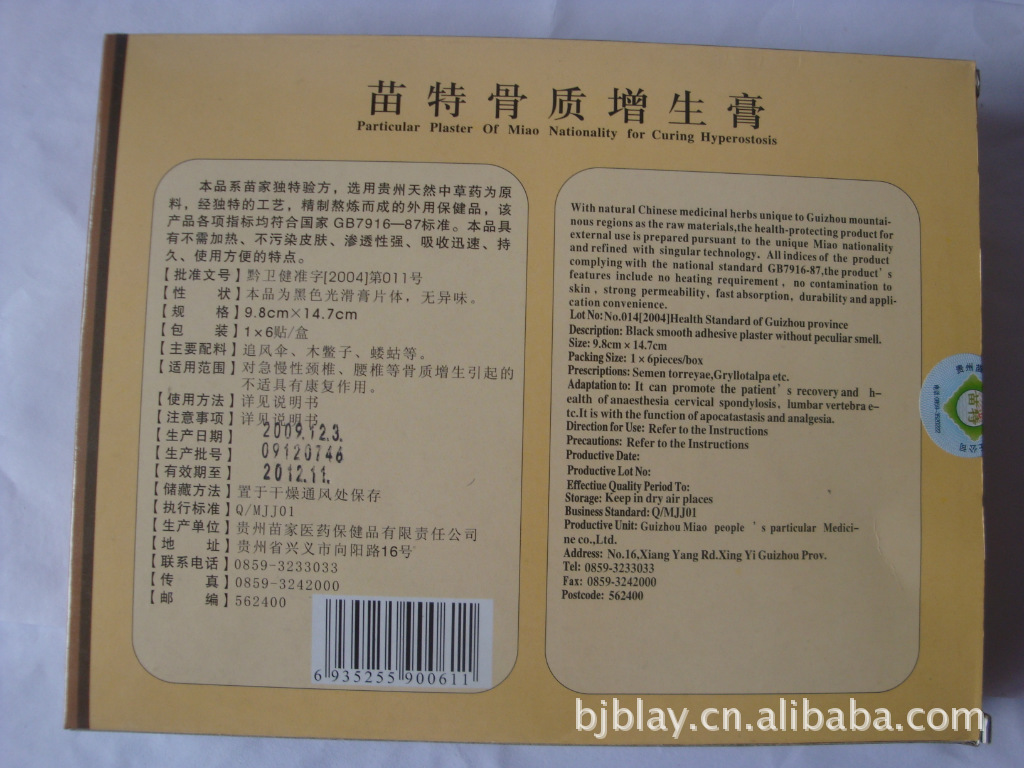 苗特骨质增生膏
Particular Plaster Of Miao Nationality for Curing Hyperostosis
本品系苗家独特验方，选用贵州天然中草药为原
料，经独特的工艺，精制熬炼而成的外用保健品，该
产品各项指标均符合国家 GB7916—87标准。本品具
有不需加热、不污染皮肤、渗透性强、吸收迅速、持
久、使用方便的特点。
【批准文号】黔卫健准字[2004]第011号
【性 状】本品为黑色光滑膏片体，无异味。
【规 格】9.8cm×14.7cm
【包 装】1×6贴/盒
【主要配料】追风伞、木鳖子、蝼蛄等。
【适用范围】对急慢性颈椎、腰椎等骨质增生引起的
不适具有康复作用。
【使用方法】详见说明书
【注意事项】详见说明书
【生产日期】2009.12.3.
【生产批号】09120746
【有效期至】2012.11.
【储藏方法】置于干燥通风处保存
【执行标准】Q/MJJ01
【生产单位】贵州苗家医药保健品有限责任公司
【地 址】贵州省兴义市向阳路16号
【联系电话】0859-3233033
【传 真】0859-3242000
【邮 编】562400
6 935255 900611
With natural Chinese medicinal herbs unique to Guizhou mountai-
nous regions as the raw materials,the health-protecting product for
external use is prepared pursuant to the unique Miao nationality
and refined with singular technology. All indices of the product
complying with the national standard GB7916-87,the product's
features include no heating requirement, no contamination to
skin, strong permeability, fast absorption, durability and appli-
cation convenience.
Lot No: No.014[2004]Health Standard of Guizhou province
Description: Black smooth adhesive plaster without peculiar smell.
Size: 9.8cm × 14.7cm
Packing Size: 1 × 6pieces/box
Prescriptions: Semen torreyae,Gryllotalpa etc.
Adaptation to: It can promote the patient's recovery and h-
ealth of anaesthesia cervical spondylosis, lumbar vertebra e-
tc.It is with the function of apocatastasis and analgesia.
Direction for Use: Refer to the Instructions
Precautions: Refer to the Instructions
Productive Date:
Productive Lot No:
Effectiue Quality Period To:
Storage: Keep in dry air places
Business Standard: Q/MJJ01
Productive Unit: Guizhou Miao people 's particular Medici-
ne co.,Ltd.
Address: No.16,Xiang Yang Rd.Xing Yi Guizhou Prov.
Tel: 0859-3233033
Fax: 0859-3242000
Postcode: 562400
苗特
bjblay.cn.alibaba.com